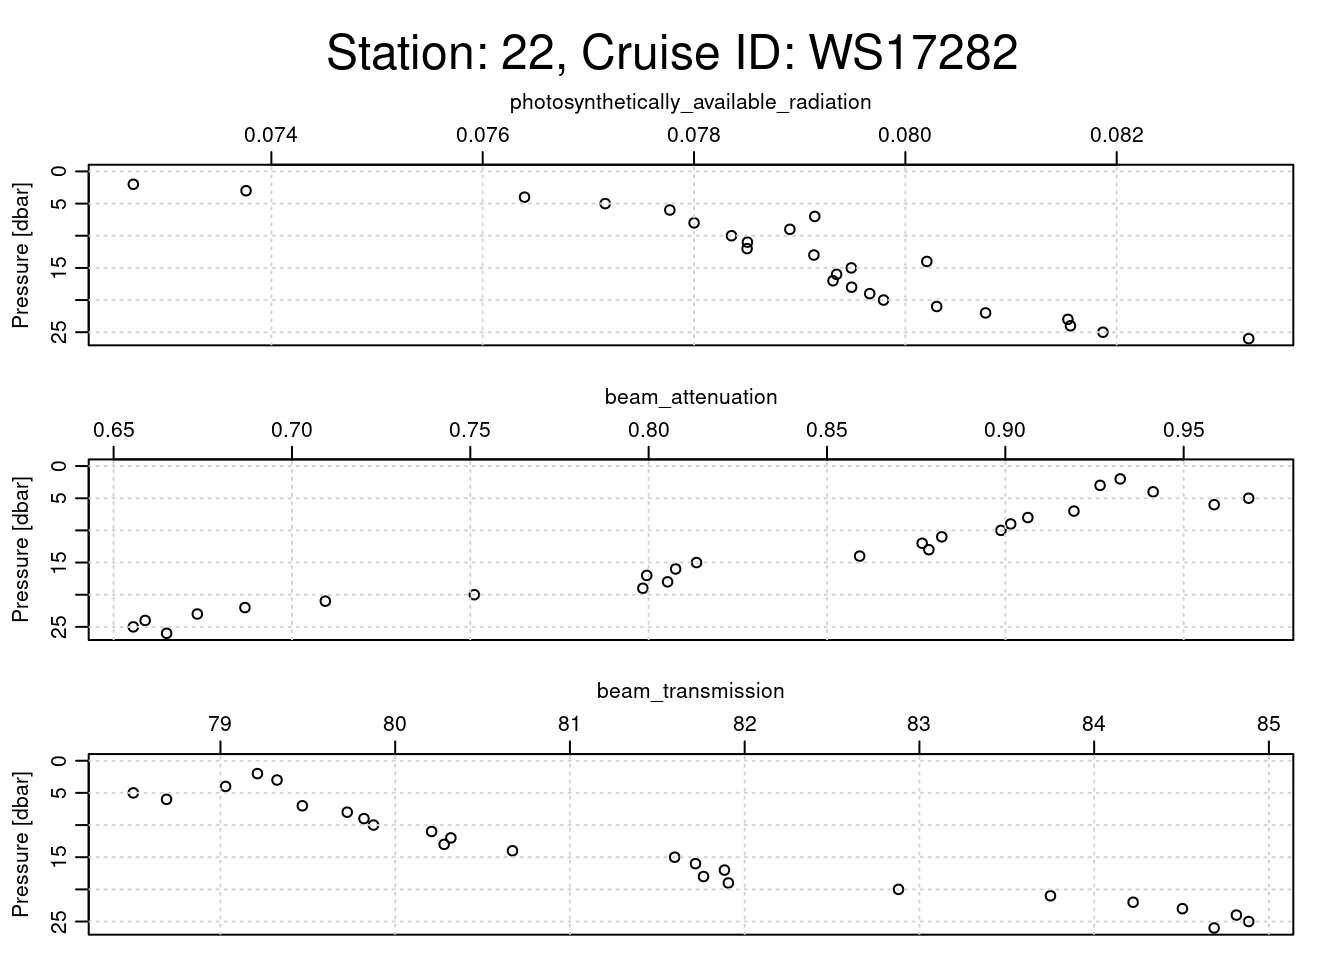 Station: 22, Cruise ID: WS17282
photosynthetically_available_radiation
0.074 0.076 0.078 0.080 0.082
0
5
15
25
Pressure [dbar]
beam_attenuation
0.65 0.70 0.75 0.80 0.85 0.90 0.95
0
5
15
25
Pressure [dbar]
beam_transmission
79 80 81 82 83 84 85
0
5
15
25
Pressure [dbar]